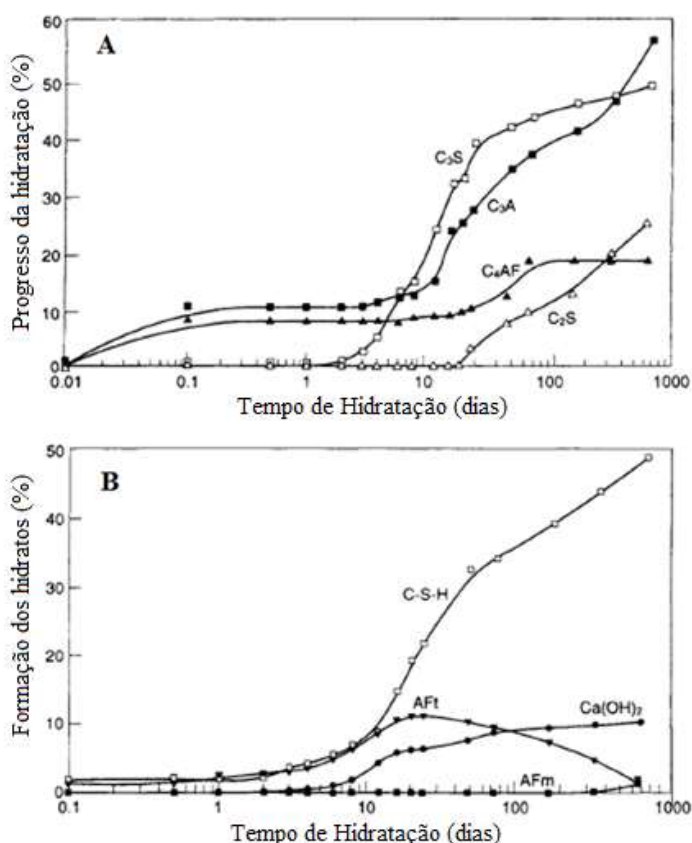 60
A
50
Progresso da hidratação (%)
40
C₃S
30
C₃A
20
C₄AF
10
C₂S
0
0.01 0.1 1 10 100 1000
Tempo de Hidratação (dias)
50
B
40
Formação dos hidratos (%)
30
C-S-H
20
AFt
Ca(OH)₂
10
AFm
0
0.1 1 10 100 1000
Tempo de Hidratação (dias)